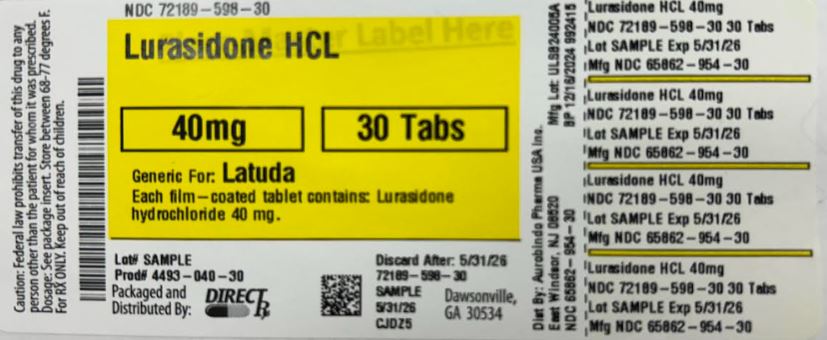 Caution: Federal law prohibits transfer of this drug to any
person other than the patient for whom it was prescribed.
Dosage: See package insert. Store between 68-77 degrees F.
For RX ONLY. Keep out of reach of children.
NDC 72189-598-30
Label Here
Lurasidone HCL
40mg
30 Tabs
Generic For: Latuda
Each film-coated tablet contains: Lurasidone
hydrochloride 40 mg.
Lot# SAMPLE
Prod# 4493-040-30
Packaged and
Distributed By:
DIRECT Rx
Discard After: 5/31/26
72189-598-30
SAMPLE
5/31/26
CJDZ5
Dawsonville,
GA 30534
Dist By: Aurobindo Pharma USA Inc.
East Windsor, NJ 08520
NDC 65862-954-30
Mfg Lot: ULSB24005A
BP 12/16/2024 992415
Lurasidone HCL 40mg
NDC 72189-598-30 30 Tabs
Lot SAMPLE Exp 5/31/26
Mfg NDC 65862-954-30
Lurasidone HCL 40mg
NDC 72189-598-30 30 Tabs
Lot SAMPLE Exp 5/31/26
Mfg NDC 65862-954-30
Lurasidone HCL 40mg
NDC 72189-598-30 30 Tabs
Lot SAMPLE Exp 5/31/26
Mfg NDC 65862-954-30
Lurasidone HCL 40mg
NDC 72189-598-30 30 Tabs
Lot SAMPLE Exp 5/31/26
Mfg NDC 65862-954-30